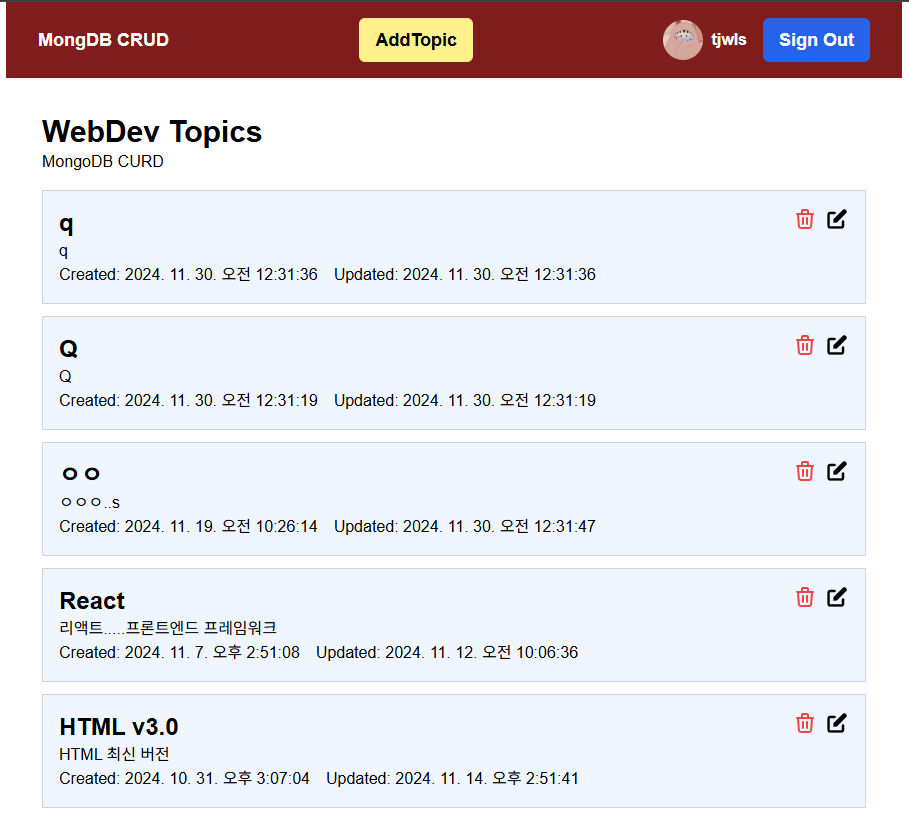 MongDB CRUD AddTopic tjwls Sign Out
WebDev Topics
MongoDB CURD
q
q
Created: 2024. 11. 30. 오전 12:31:36 Updated: 2024. 11. 30. 오전 12:31:36
Q
Q
Created: 2024. 11. 30. 오전 12:31:19 Updated: 2024. 11. 30. 오전 12:31:19
ㅇㅇ
ㅇㅇㅇ..s
Created: 2024. 11. 19. 오전 10:26:14 Updated: 2024. 11. 30. 오전 12:31:47
React
리액트.....프론트엔드 프레임워크
Created: 2024. 11. 7. 오후 2:51:08 Updated: 2024. 11. 12. 오전 10:06:36
HTML v3.0
HTML 최신 버전
Created: 2024. 10. 31. 오후 3:07:04 Updated: 2024. 11. 14. 오후 2:51:41